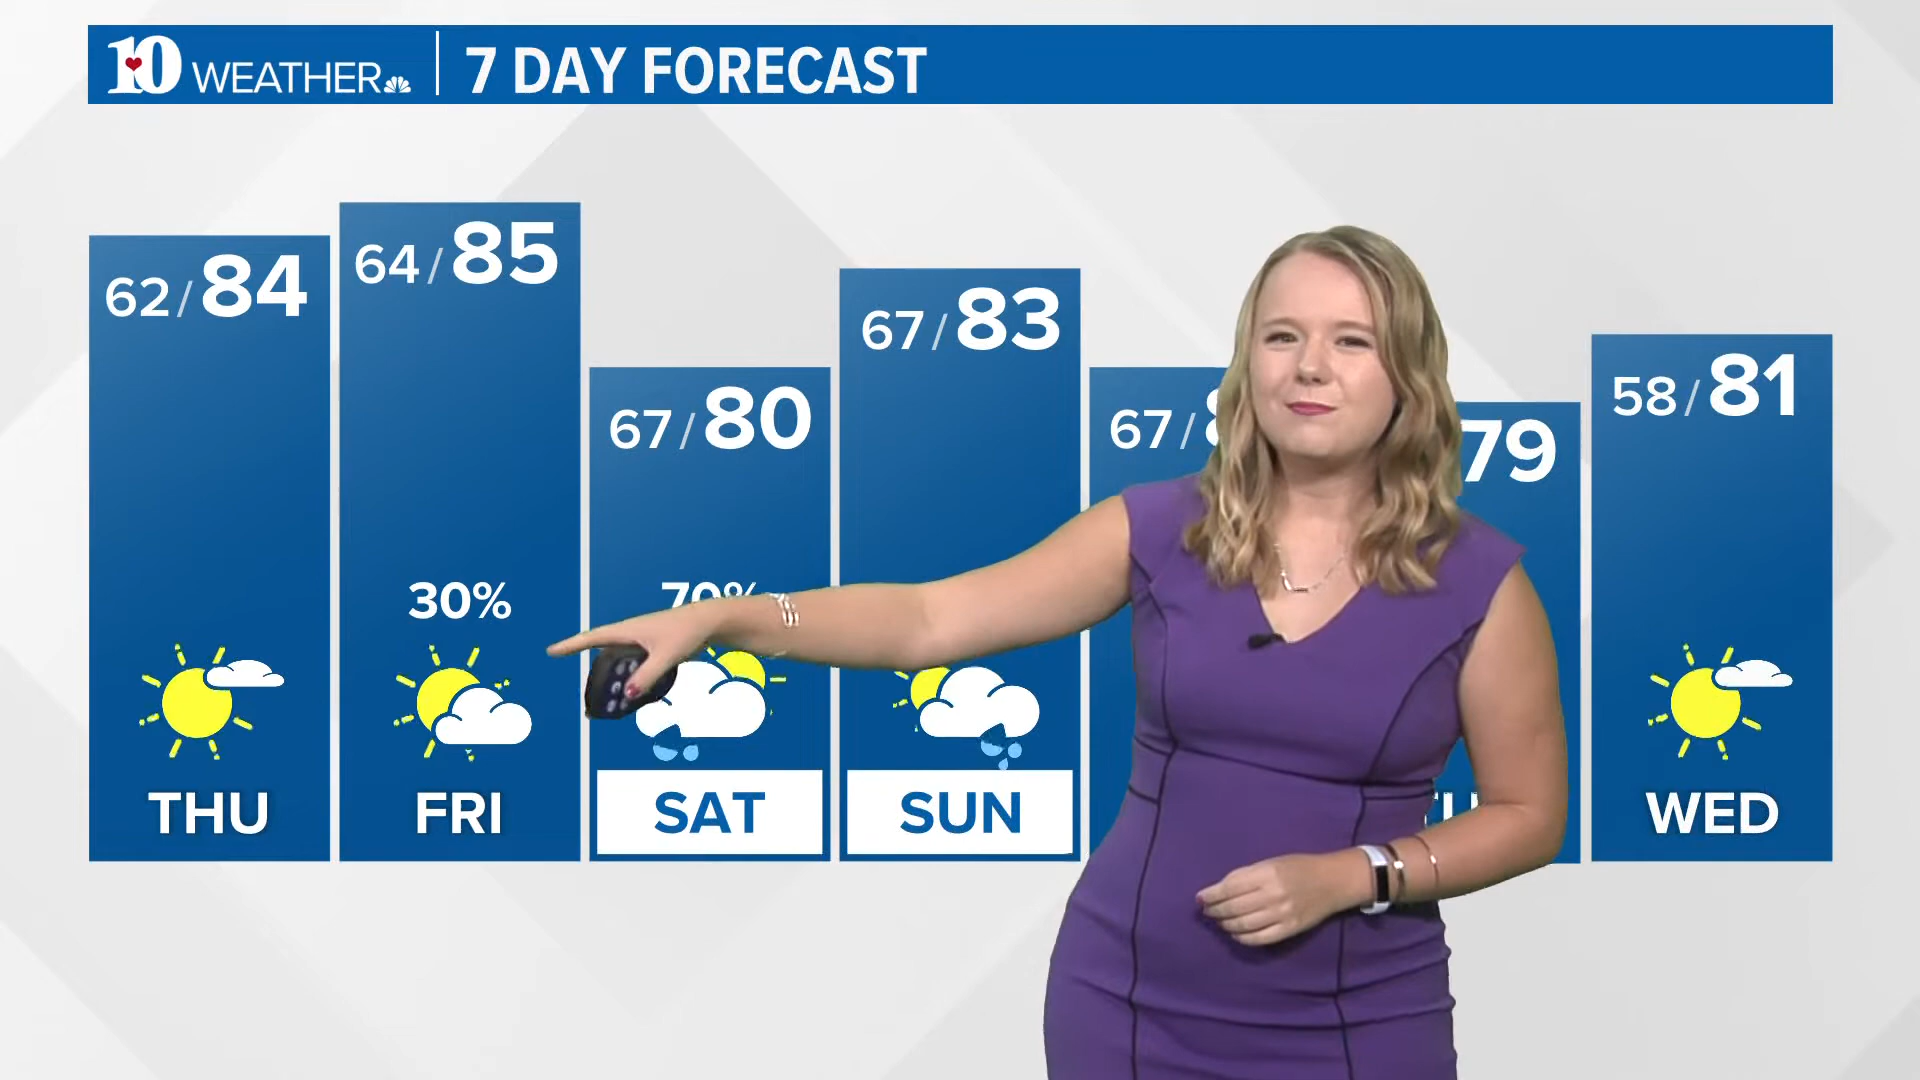 10 WEATHER
7 DAY FORECAST
62/84
64/85
67/80
67/83
67/
79
58/81
30%
70%
THU
FRI
SAT
SUN
WED